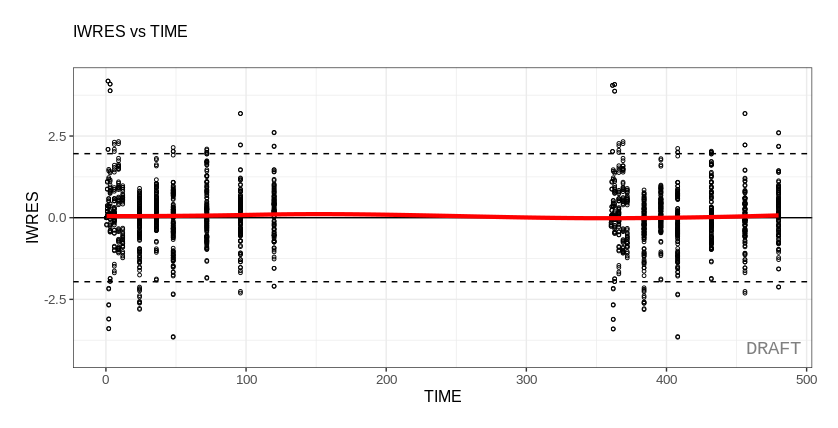 IWRES vs TIME
IWRES
2.5
0.0
-2.5
DRAFT
0 100 200 300 400 500
TIME